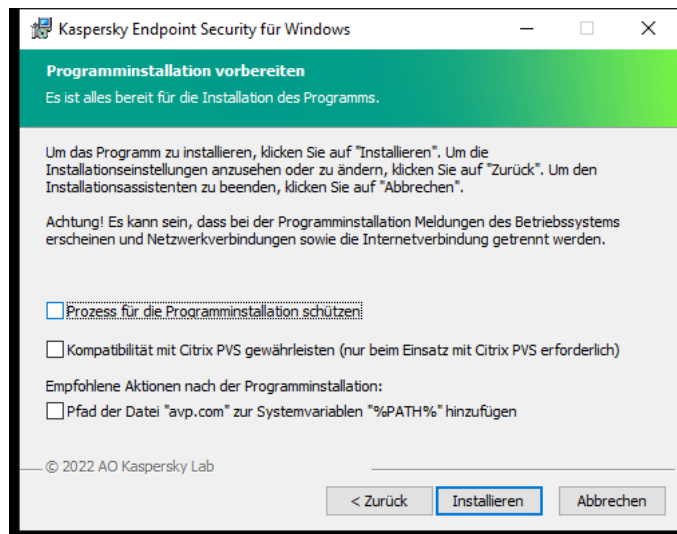 Kaspersky Endpoint Security für Windows
Programminstallation vorbereiten
Es ist alles bereit für die Installation des Programms.
Um das Programm zu installieren, klicken Sie auf "Installieren". Um die
Installationseinstellungen anzusehen oder zu ändern, klicken Sie auf "Zurück". Um den
Installationsassistenten zu beenden, klicken Sie auf "Abbrechen".
Achtung! Es kann sein, dass bei der Programminstallation Meldungen des Betriebssystems
erscheinen und Netzwerkverbindungen sowie die Internetverbindung getrennt werden.
Prozess für die Programminstallation schützen
Kompatibilität mit Citrix PVS gewährleisten (nur beim Einsatz mit Citrix PVS erforderlich)
Empfohlene Aktionen nach der Programminstallation:
Pfad der Datei "avp.com" zur Systemvariablen "%PATH%" hinzufügen
© 2022 AO Kaspersky Lab
< Zurück Installieren Abbrechen